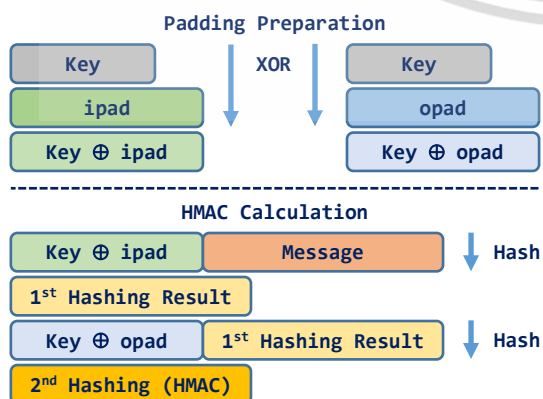 Padding Preparation
Key XOR Key
ipad opad
Key ⊕ ipad Key ⊕ opad
HMAC Calculation
Key ⊕ ipad Message Hash
1st Hashing Result
Key ⊕ opad 1st Hashing Result Hash
2nd Hashing (HMAC)